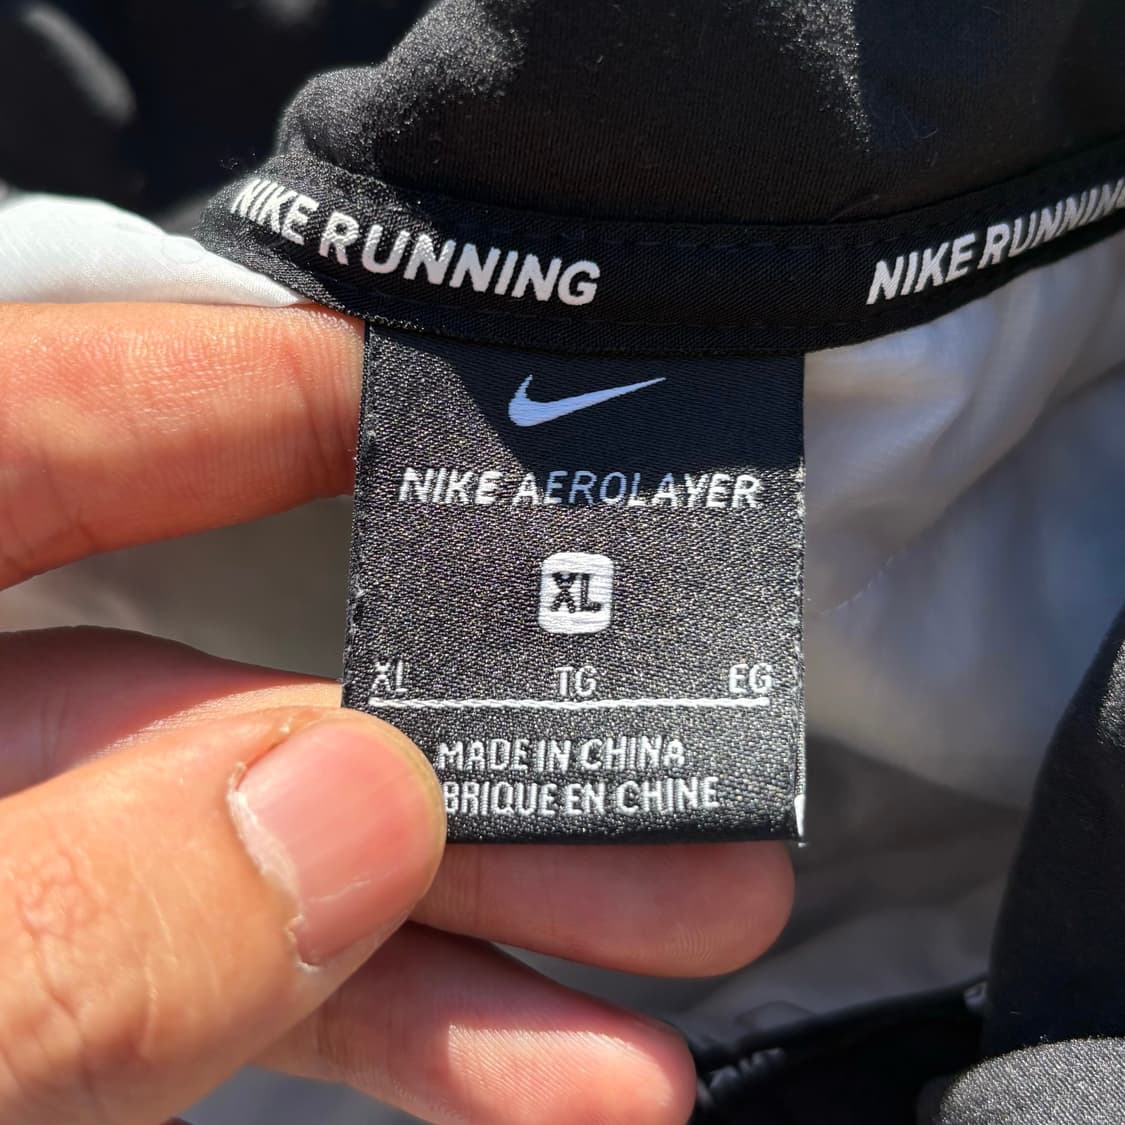 NIKE RUNNING NIKE RUNNING
NIKE AEROLAYER
XL
XL TG EG
MADE IN CHINA
BRIQUE EN CHINE